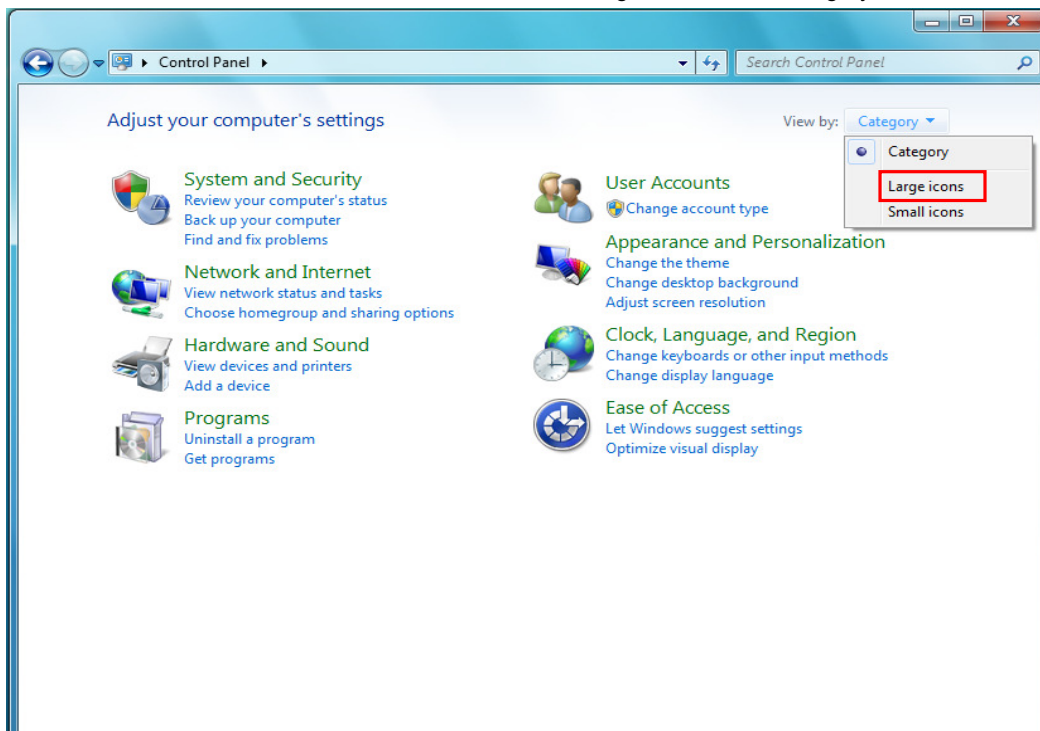 Control Panel
Search Control Panel
Adjust your computer's settings
View by: Category
Category
Large icons
Small icons
System and Security
Review your computer's status
Back up your computer
Find and fix problems
Network and Internet
View network status and tasks
Choose homegroup and sharing options
Hardware and Sound
View devices and printers
Add a device
Programs
Uninstall a program
Get programs
User Accounts
Change account type
Appearance and Personalization
Change the theme
Change desktop background
Adjust screen resolution
Clock, Language, and Region
Change keyboards or other input methods
Change display language
Ease of Access
Let Windows suggest settings
Optimize visual display